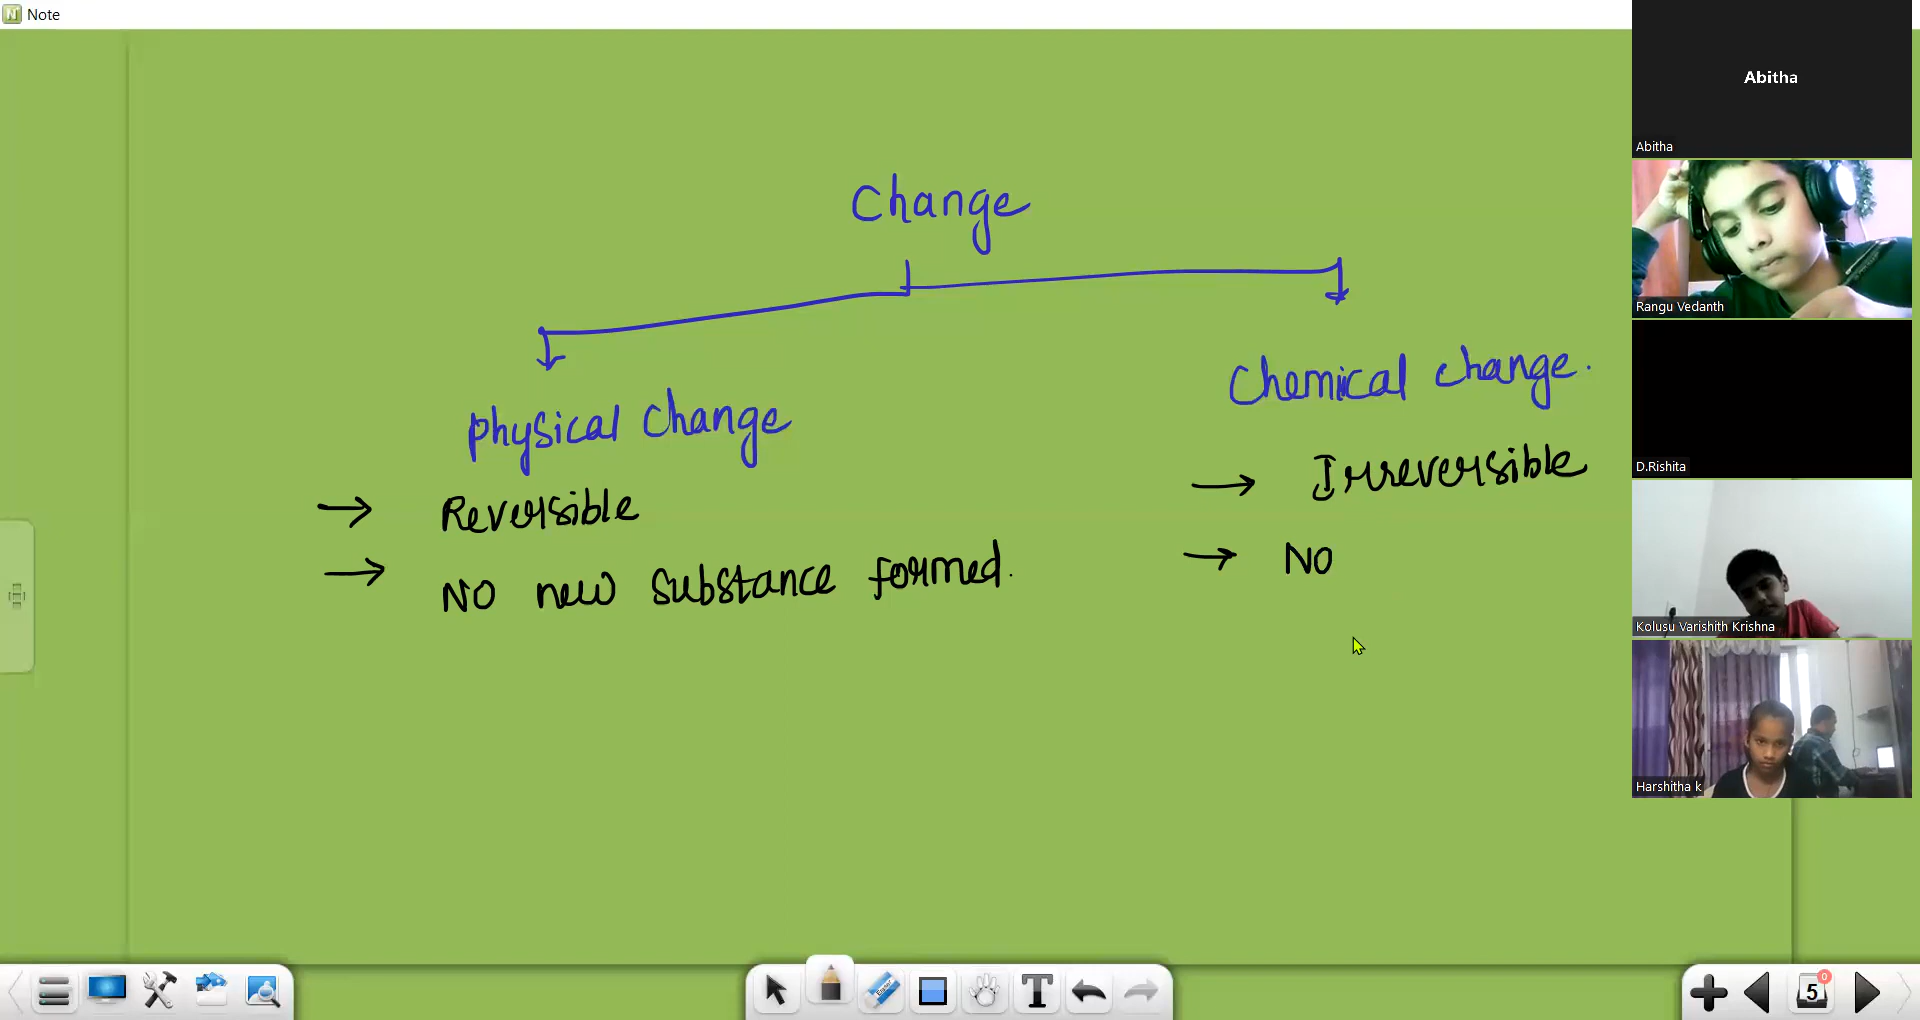 Note
Change
Physical change
Chemical change.
→ Reversible
→ Irreversible
→ NO new substance formed.
→ NO
Abitha
Abitha
Rangu Vedanth
D.Rishita
Kolusu Varishith Krishna
Harshitha k
T
5
0